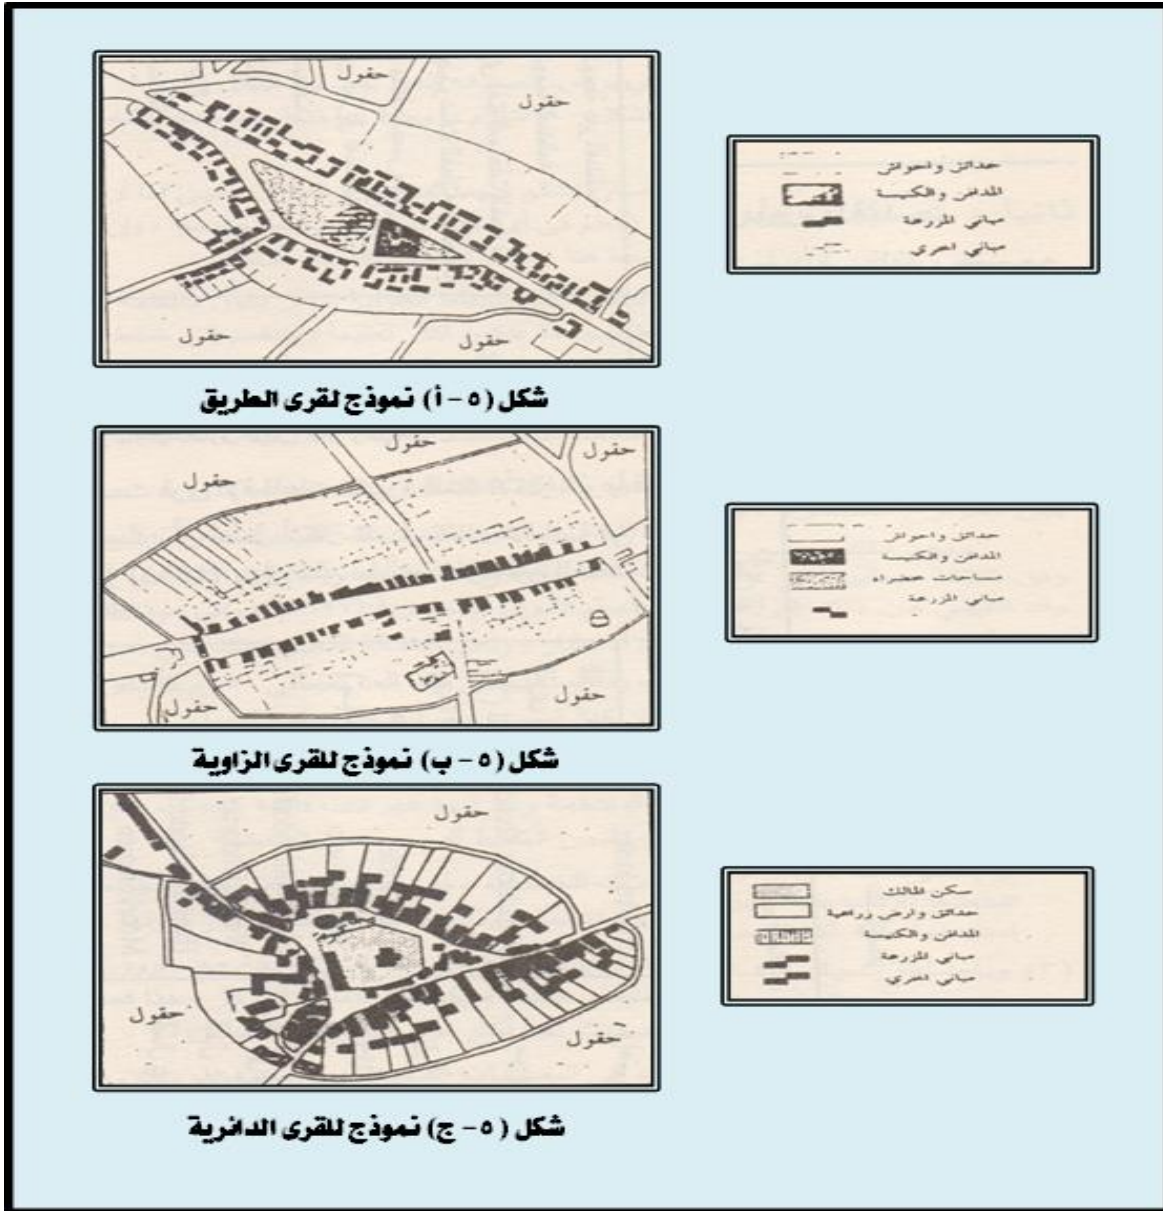 حقول
حقول
حقول
حقول
حدائق واحواش
المدافن والكنيسة
مباني المزرعة
مباني اخرى
شكل (٥ - أ) نموذج لقرى الطريق
حقول
حقول
حقول
حقول
حقول
حدائق واحواش
المدافن والكنيسة
مساحات خضراء
مباني المزرعة
شكل (٥ - ب) نموذج للقرى الزاوية
حقول
حقول
حقول
سكن المالك
حدائق وارض زراعية
المدافن والكنيسة
مباني المزرعة
مباني اخرى
شكل (٥ - ج) نموذج للقرى الدائرية